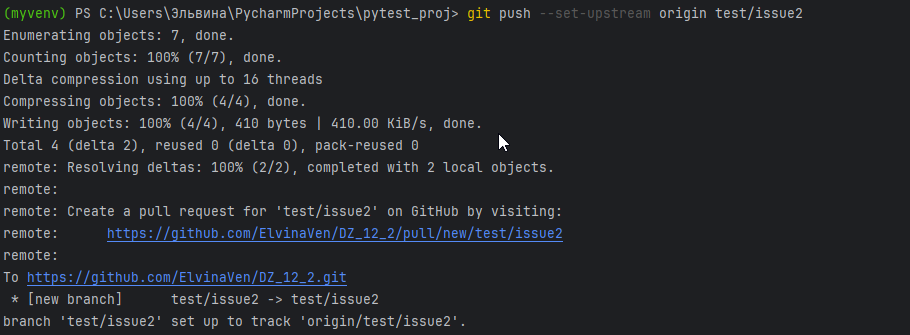 (myvenv) PS C:\Users\Эльвина\PycharmProjects\pytest_proj> git push --set-upstream origin test/issue2
Enumerating objects: 7, done.
Counting objects: 100% (7/7), done.
Delta compression using up to 16 threads
Compressing objects: 100% (4/4), done.
Writing objects: 100% (4/4), 410 bytes | 410.00 KiB/s, done.
Total 4 (delta 2), reused 0 (delta 0), pack-reused 0
remote: Resolving deltas: 100% (2/2), completed with 2 local objects.
remote:
remote: Create a pull request for 'test/issue2' on GitHub by visiting:
remote:      https://github.com/ElvinaVen/DZ_12_2/pull/new/test/issue2
remote:
To https://github.com/ElvinaVen/DZ_12_2.git
 * [new branch]      test/issue2 -> test/issue2
branch 'test/issue2' set up to track 'origin/test/issue2'.